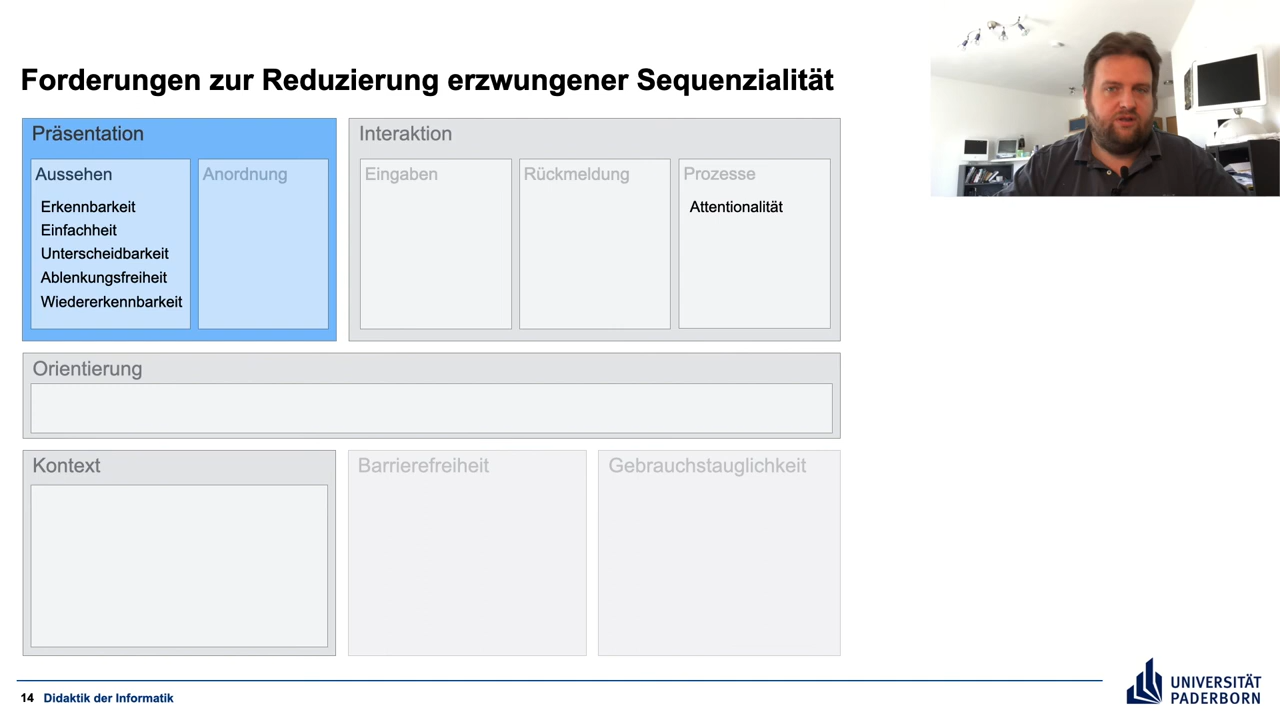 Forderungen zur Reduzierung erzwungener Sequenzialität
Präsentation
Aussehen
Erkennbarkeit
Einfachheit
Unterscheidbarkeit
Ablenkungsfreiheit
Wiedererkennbarkeit
Anordnung
Interaktion
Eingaben
Rückmeldung
Prozesse
Attentionalität
Orientierung
Kontext
Barrierefreiheit
Gebrauchstauglichkeit
14 Didaktik der Informatik
UNIVERSITÄT
PADERBORN